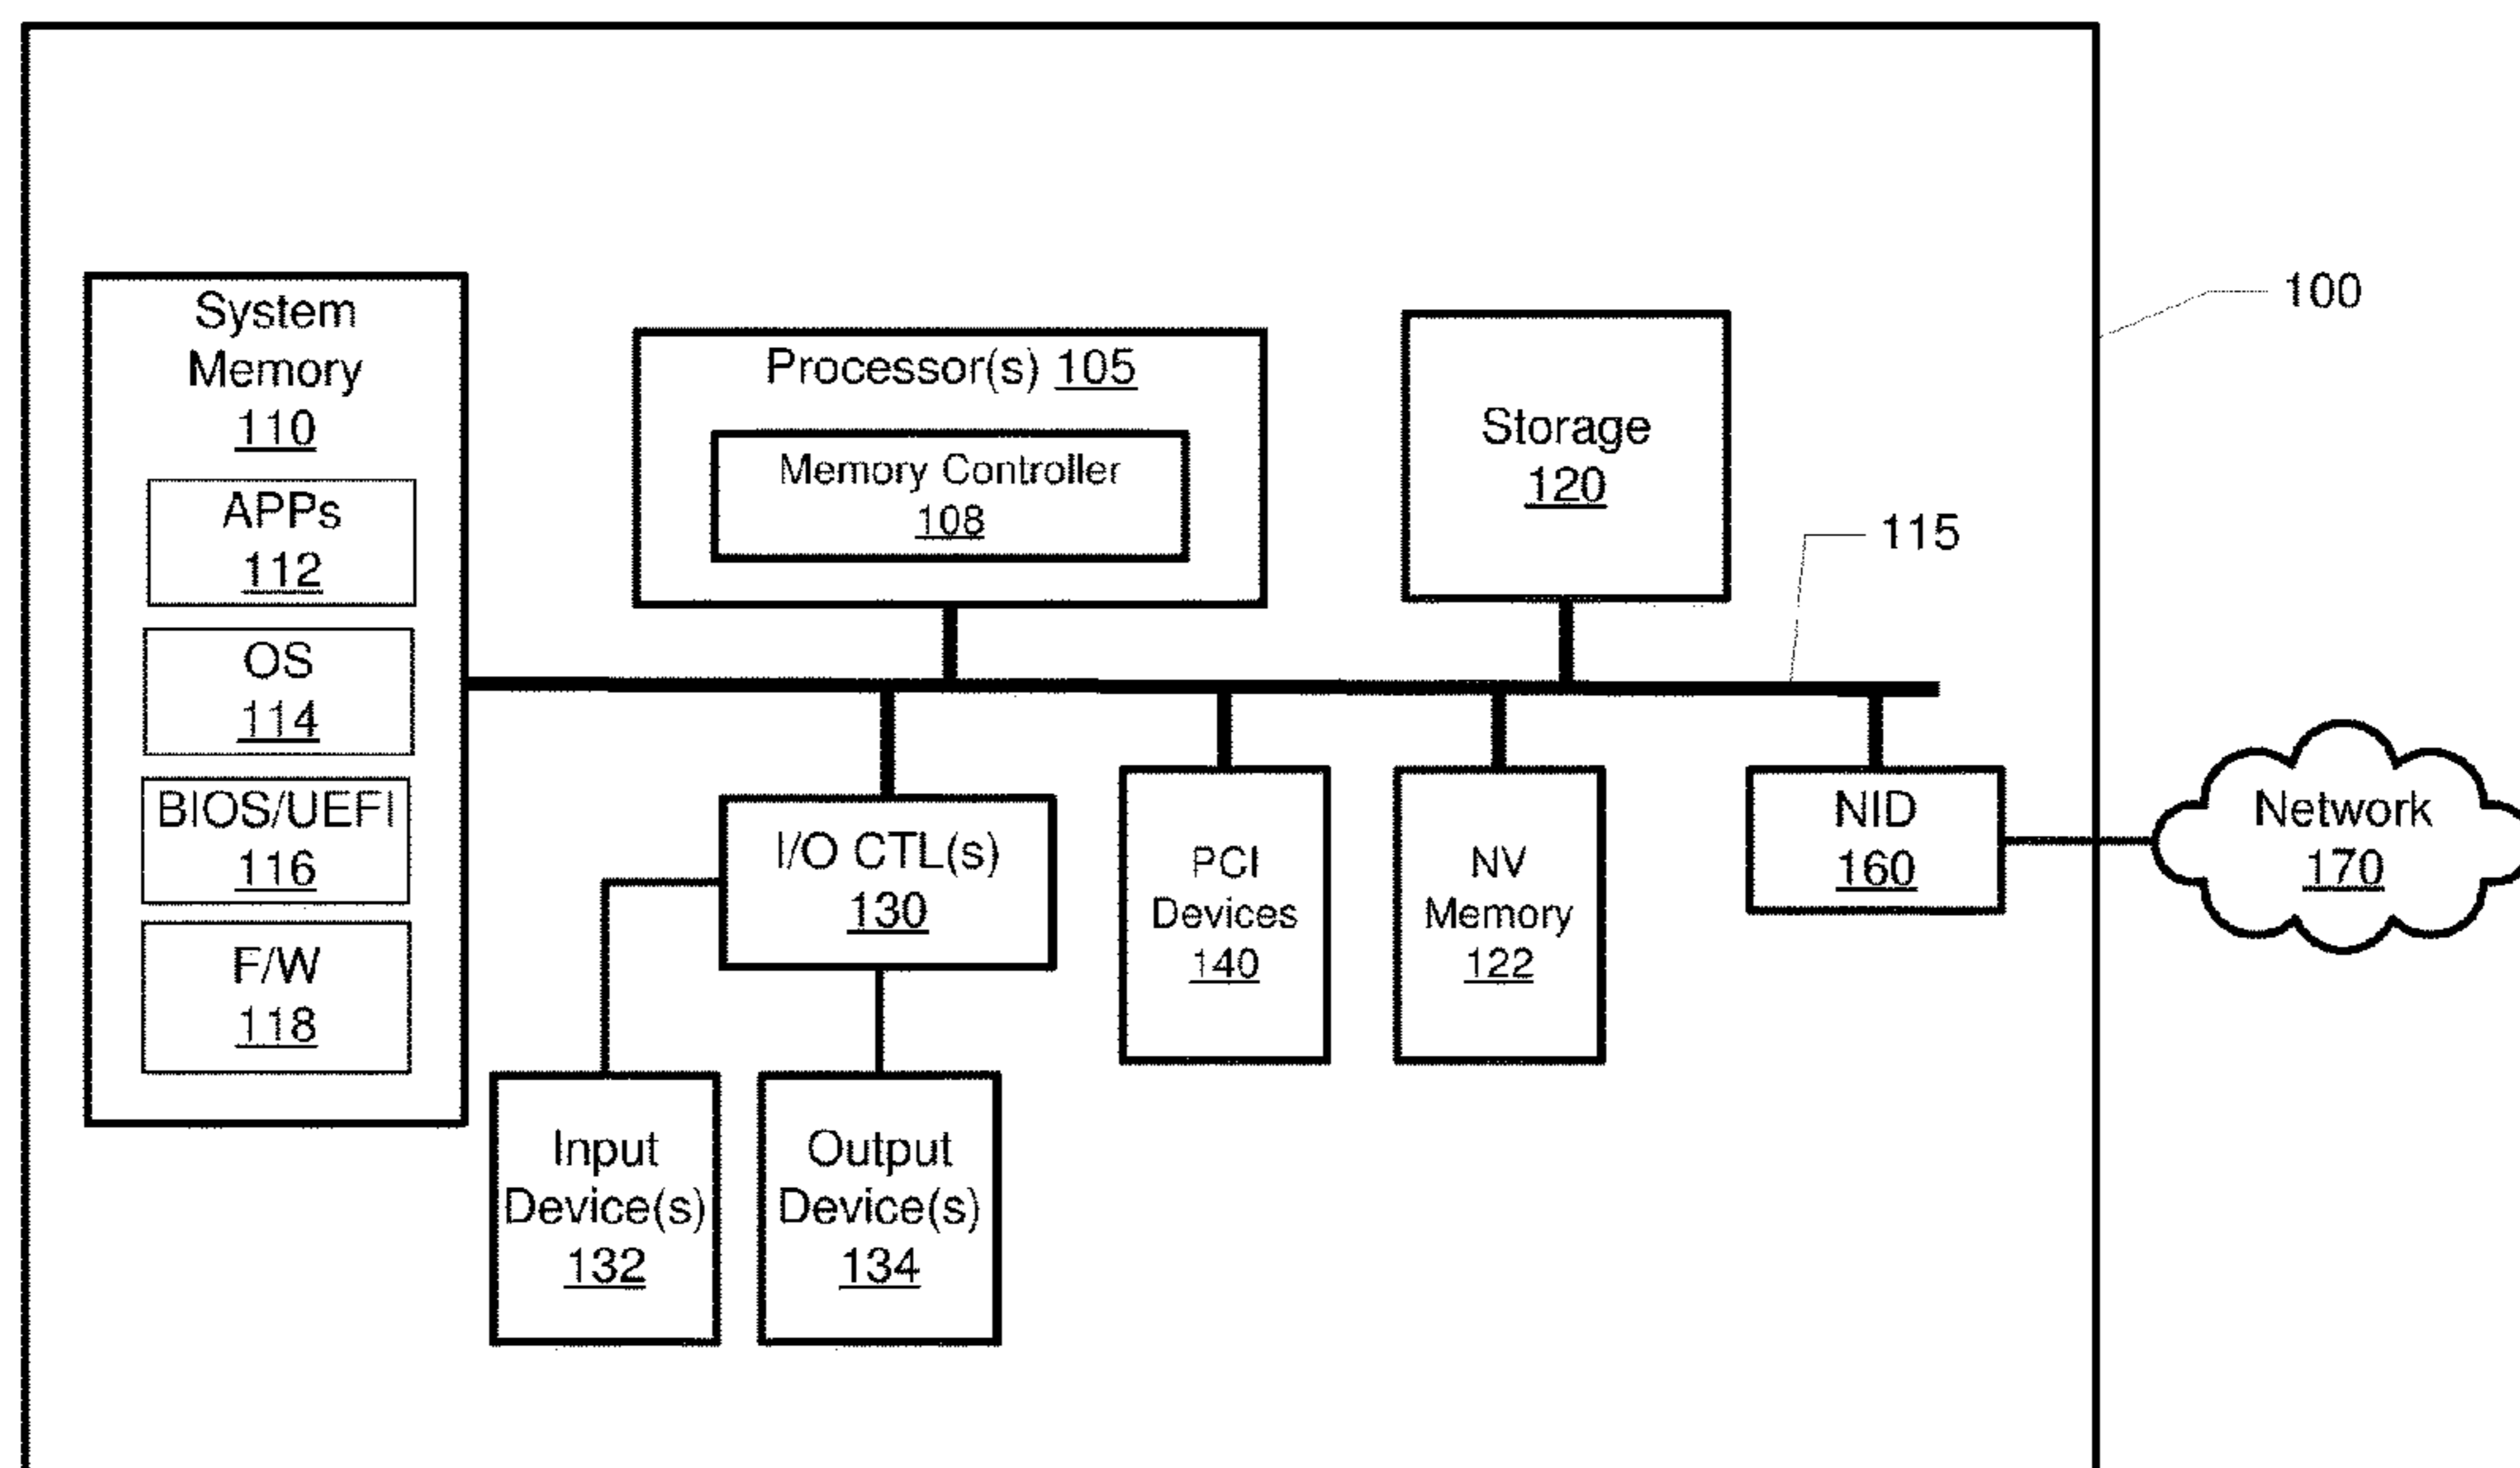 System
Memory
110
APPs
112
OS
114
BIOS/UEFI
116
F/W
118
Processor(s) 105
Memory Controller
108
Storage
120
100
115
I/O CTL(s)
130
PCI
Devices
140
NV
Memory
122
NID
160
Network
170
Input
Device(s)
132
Output
Device(s)
134